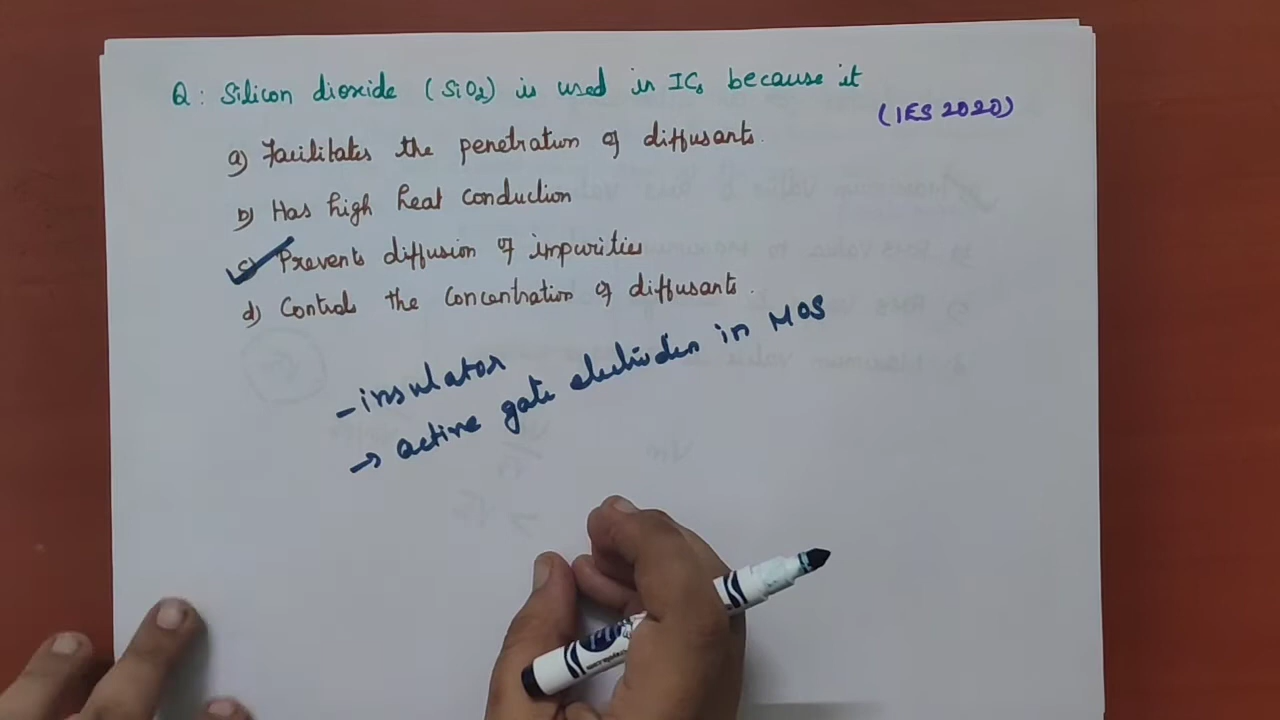 Q: Silicon dioxide (SiO2) is used in ICs because it
(IES 2020)
a) Facilitates the penetration of diffusants.
b) Has high heat conduction
c) Prevents diffusion of impurities
d) Controls the concentration of diffusants.
- insulator
→ active gate electrodes in MOS